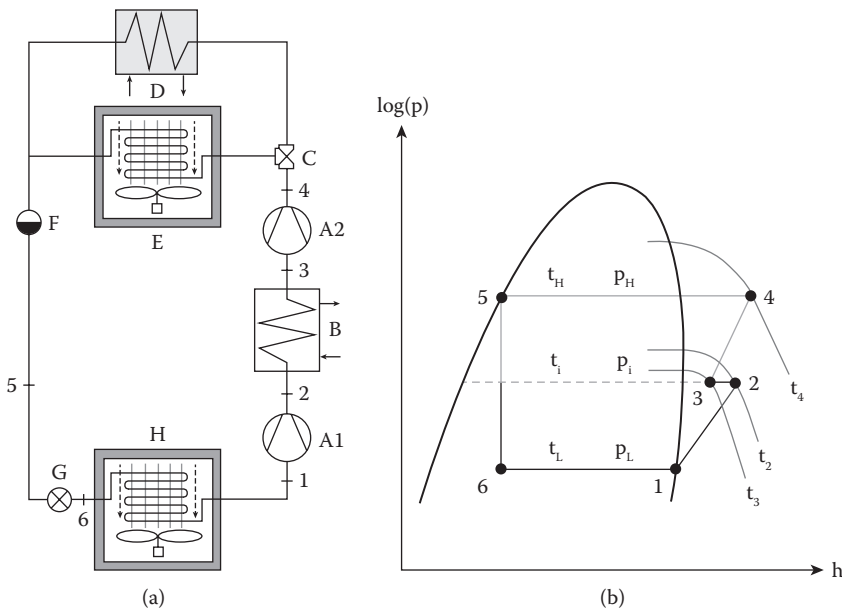 D
C
4
A2
E
F
3
B
2
5
A1
H
1
G
6
(a)
log(p)
5
t_H
p_H
4
t_i
p_i
3
2
t_4
t_2
t_L
p_L
t_3
6
1
h
(b)